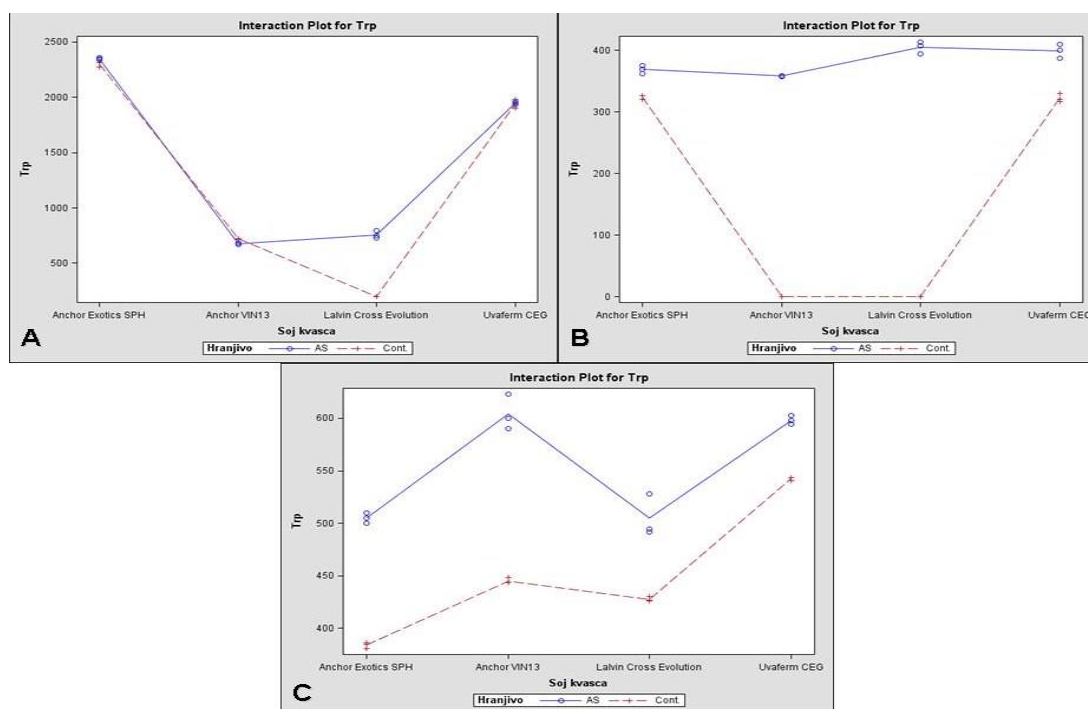 Interaction Plot for Trp
2500
2000
1500
1000
500
Trp
Anchor Exotics SPH Anchor VIN13 Lalvin Cross Evolution Uvaferm CEG
Soj kvasca
Hranjivo AS Cont.
A
Interaction Plot for Trp
400
300
200
100
0
Trp
Anchor Exotics SPH Anchor VIN13 Lalvin Cross Evolution Uvaferm CEG
Soj kvasca
Hranjivo AS Cont.
B
Interaction Plot for Trp
600
550
500
450
400
Trp
Anchor Exotics SPH Anchor VIN13 Lalvin Cross Evolution Uvaferm CEG
Soj kvasca
Hranjivo AS Cont.
C